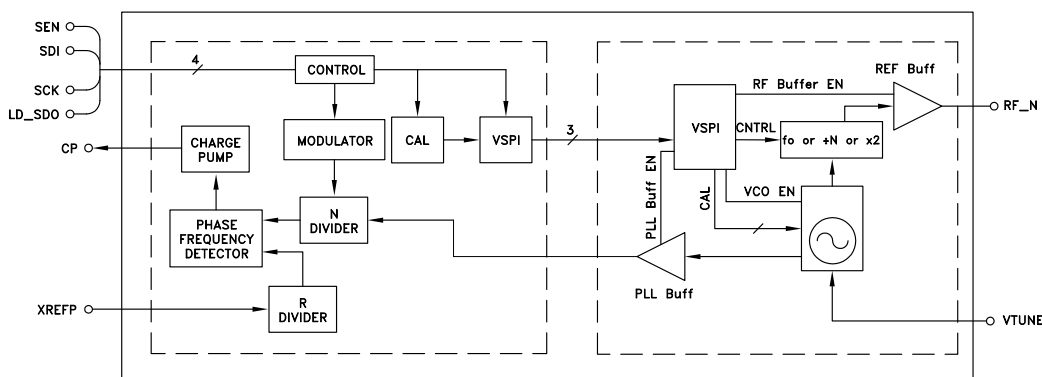 SEN
SDI
SCK
LD_SDO
CP
XREFP
4
CONTROL
MODULATOR
CAL
VSPI
CHARGE
PUMP
PHASE
FREQUENCY
DETECTOR
N
DIVIDER
R
DIVIDER
3
VSPI
RF Buffer EN
CNTRL
REF Buff
fo or +N or x2
PLL Buff EN
CAL
VCO EN
PLL Buff
RF_N
VTUNE